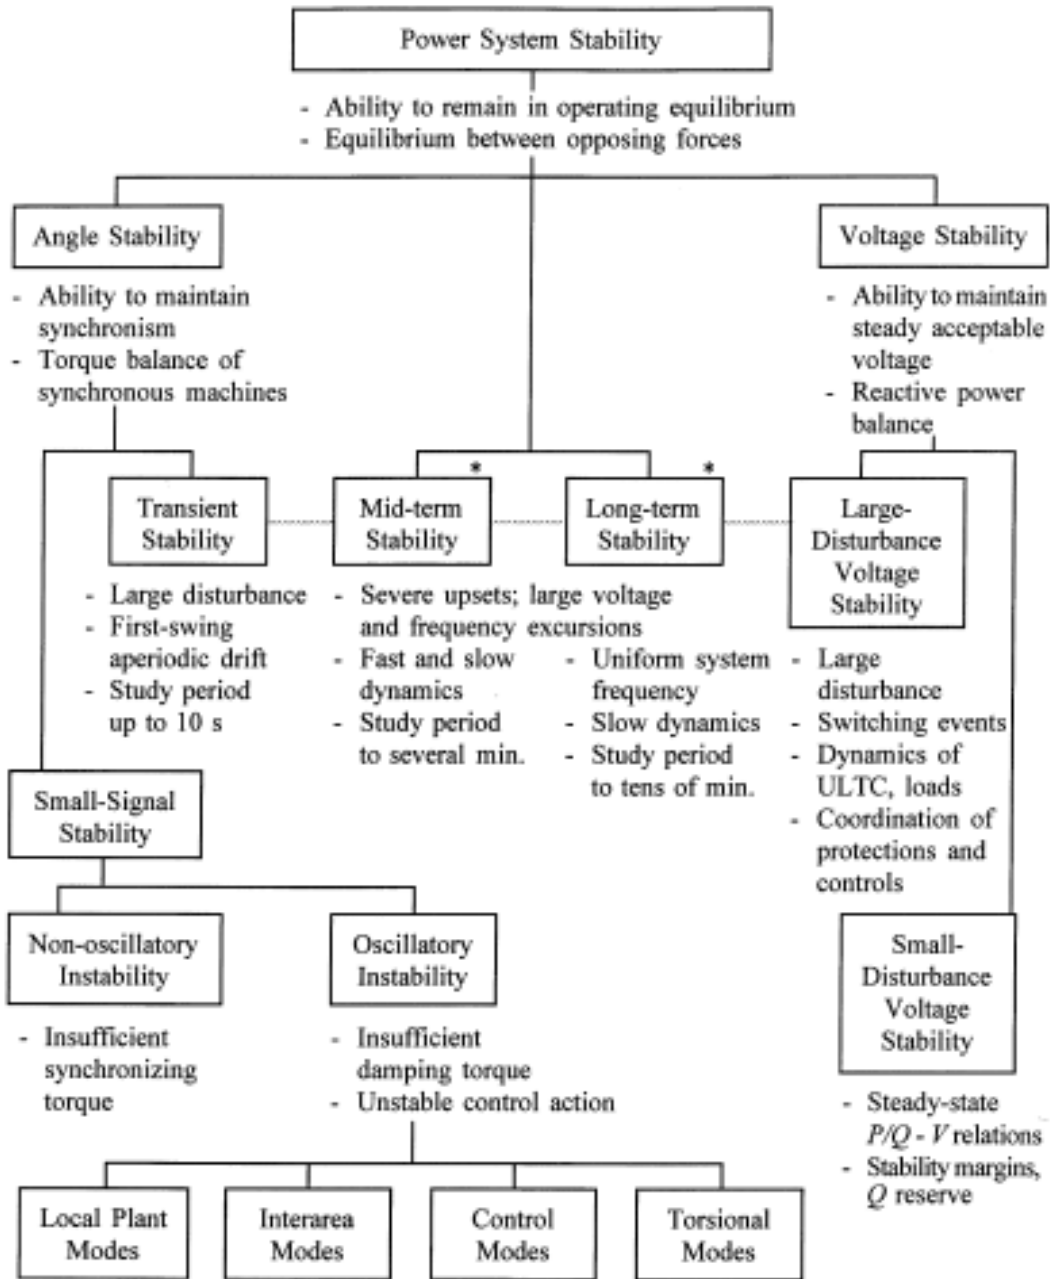 Power System Stability
- Ability to remain in operating equilibrium
- Equilibrium between opposing forces
Angle Stability
- Ability to maintain
synchronism
- Torque balance of
synchronous machines
Voltage Stability
- Ability to maintain
steady acceptable
voltage
- Reactive power
balance
Transient
Stability
- Large disturbance
- First-swing
aperiodic drift
- Study period
up to 10 s
*
Mid-term
Stability
- Severe upsets; large voltage
and frequency excursions
- Fast and slow
dynamics
- Study period
to several min.
*
Long-term
Stability
- Uniform system
frequency
- Slow dynamics
- Study period
to tens of min.
Large-
Disturbance
Voltage
Stability
- Large
disturbance
- Switching events
- Dynamics of
ULTC, loads
- Coordination of
protections and
controls
Small-Signal
Stability
Non-oscillatory
Instability
- Insufficient
synchronizing
torque
Oscillatory
Instability
- Insufficient
damping torque
- Unstable control action
Small-
Disturbance
Voltage
Stability
- Steady-state
P/Q - V relations
- Stability margins,
Q reserve
Local Plant
Modes
Interarea
Modes
Control
Modes
Torsional
Modes